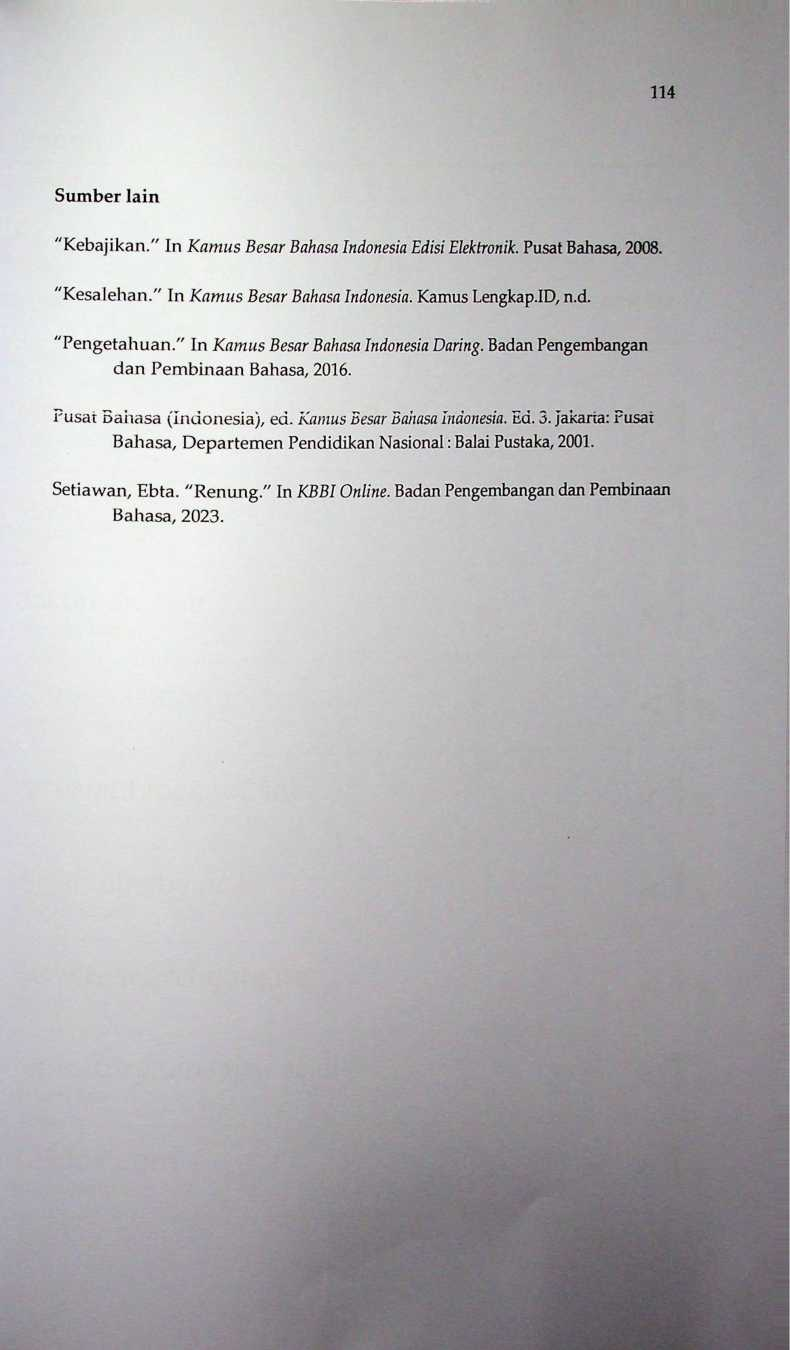 114
Sumber lain
"Kebajikan." In Kamus Besar Bahasa Indonesia Edisi Elektronik. Pusat Bahasa, 2008.
"Kesalehan." In Kamus Besar Bahasa Indonesia. Kamus Lengkap.ID, n.d.
"Pengetahuan." In Kamus Besar Bahasa Indonesia Daring. Badan Pengembangan
dan Pembinaan Bahasa, 2016.
Pusat Bahasa (Indonesia), ed. Kamus Besar Bahasa Indonesia. Ed. 3. Jakarta: Pusat
Bahasa, Departemen Pendidikan Nasional : Balai Pustaka, 2001.
Setiawan, Ebta. "Renung." In KBBI Online. Badan Pengembangan dan Pembinaan
Bahasa, 2023.